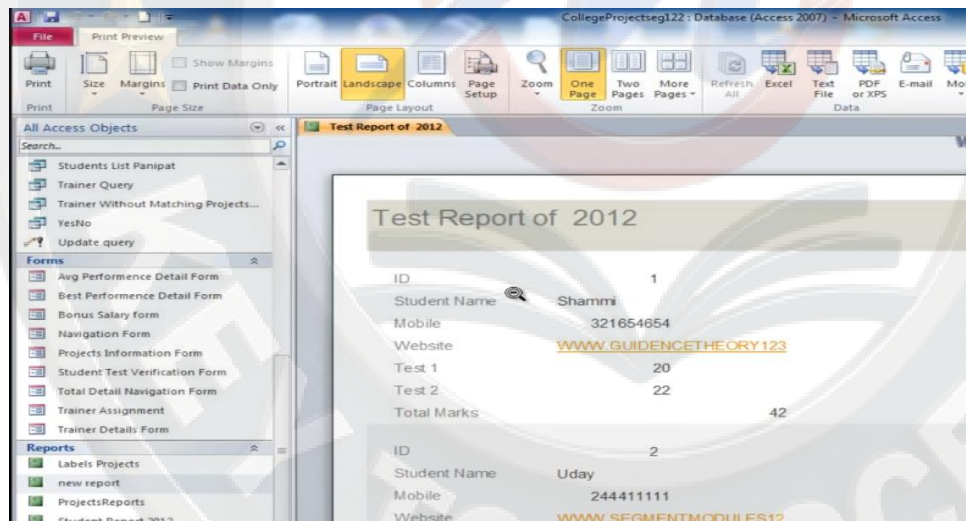 CollegeProjectseg122 : Database (Access 2007) - Microsoft Access
File Print Preview
Print
Size
Margins
Show Margins
Print Data Only
Portrait Landscape Columns Page Setup
Zoom
One Page
Two Pages
More Pages
Refresh All
Excel
Text File
PDF or XPS
E-mail
Print Page Size Page Layout Zoom Data
All Access Objects
Search...
Students List Panipat
Trainer Query
Trainer Without Matching Projects...
YesNo
Update query
Forms
Avg Performence Detail Form
Best Performence Detail Form
Bonus Salary form
Navigation Form
Projects Information Form
Student Test Verification Form
Total Detail Navigation Form
Trainer Assignment
Trainer Details Form
Reports
Labels Projects
new report
ProjectsReports
Student Report 2012
Test Report of 2012
Test Report of 2012
ID 1
Student Name Shammi
Mobile 321654654
Website WWW.GUIDENCETHEORY123
Test 1 20
Test 2 22
Total Marks 42
ID 2
Student Name Uday
Mobile 244411111
Website WWW.SEGMENTMODULES12